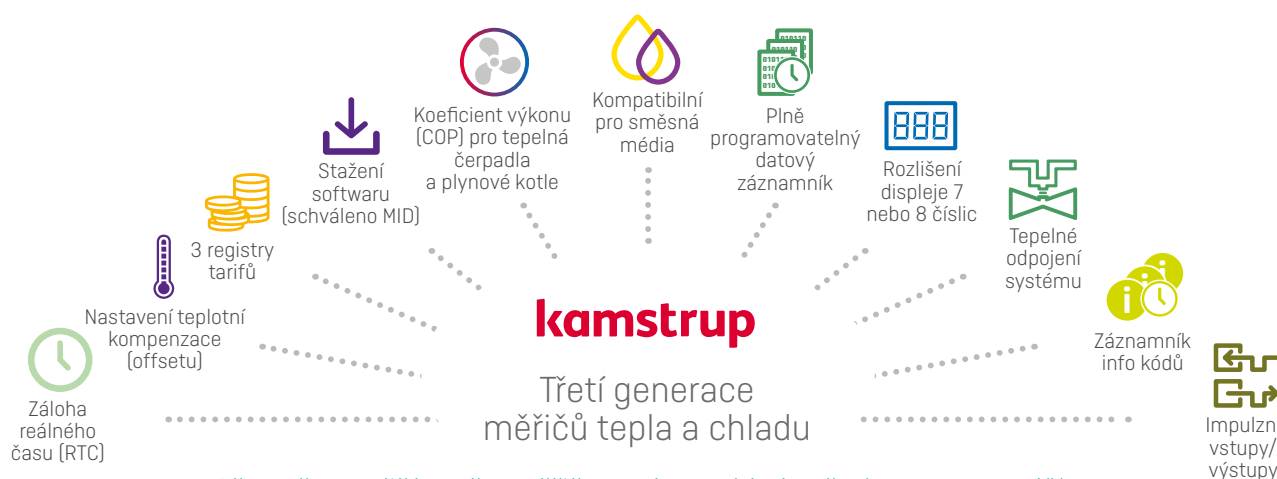 Záloha
reálného
času (RTC)
Nastavení teplotní
kompenzace
(offsetu)
3 registry
tarifů
Stažení
softwaru
(schváleno MID)
Koeficient výkonu
(COP) pro tepelná
čerpadla
a plynové kotle
Kompatibilní
pro směsná
média
Plně
programovatelný
datový
záznamník
888
Rozlišení
displeje 7
nebo 8 číslic
Tepelné
odpojení
systému
Záznamník
info kódů
Impulzn
vstupy/
výstupy
kamstrup
Třetí generace
měřičů tepla a chladu